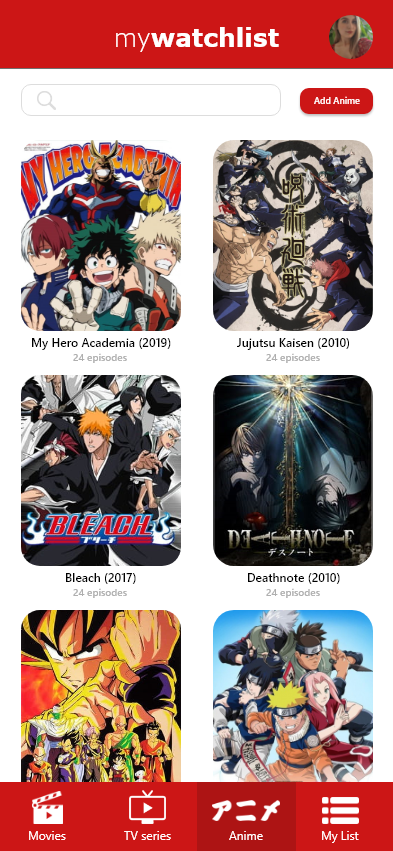 mywatchlist
Add Anime
MY HERO ACADEMIA
呪術廻戦
My Hero Academia (2019)
24 episodes
Jujutsu Kaisen (2010)
24 episodes
BLEACH
ブリーチ
DEATHNOTE
デスノート
Bleach (2017)
24 episodes
Deathnote (2010)
24 episodes
アニメ
Movies
TV series
Anime
My List